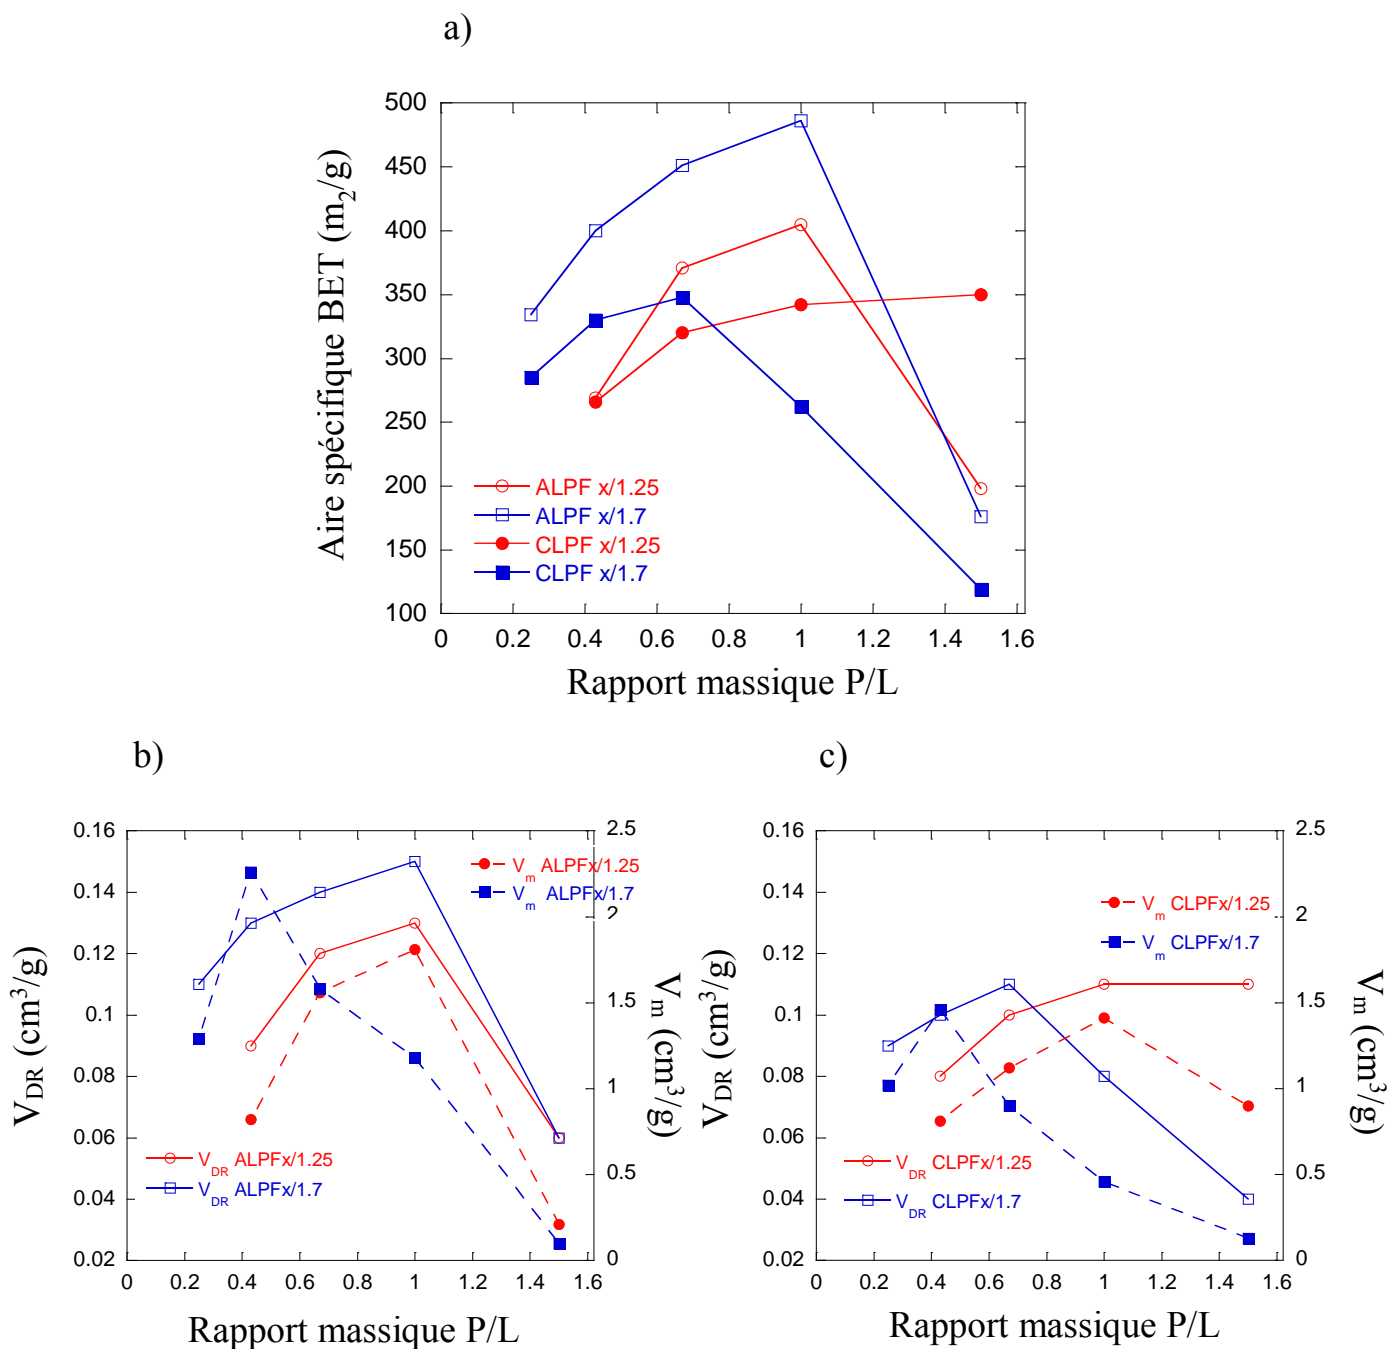 a)
500
450
400
350
300
250
200
150
100
Aire spécifique BET (m2/g)
ALPF x/1.25
ALPF x/1.7
CLPF x/1.25
CLPF x/1.7
0 0.2 0.4 0.6 0.8 1 1.2 1.4 1.6
Rapport massique P/L
b)
0.16
0.14
0.12
0.1
0.08
0.06
0.04
0.02
VDR (cm3/g)
2.5
2
1.5
1
0.5
0
Vm (cm3/g)
Vm ALPFx/1.25
Vm ALPFx/1.7
VDR ALPFx/1.25
VDR ALPFx/1.7
0 0.2 0.4 0.6 0.8 1 1.2 1.4 1.6
Rapport massique P/L
c)
0.16
0.14
0.12
0.1
0.08
0.06
0.04
0.02
VDR (cm3/g)
2.5
2
1.5
1
0.5
0
Vm (cm3/g)
Vm CLPFx/1.25
Vm CLPFx/1.7
VDR CLPFx/1.25
VDR CLPFx/1.7
0 0.2 0.4 0.6 0.8 1 1.2 1.4 1.6
Rapport massique P/L